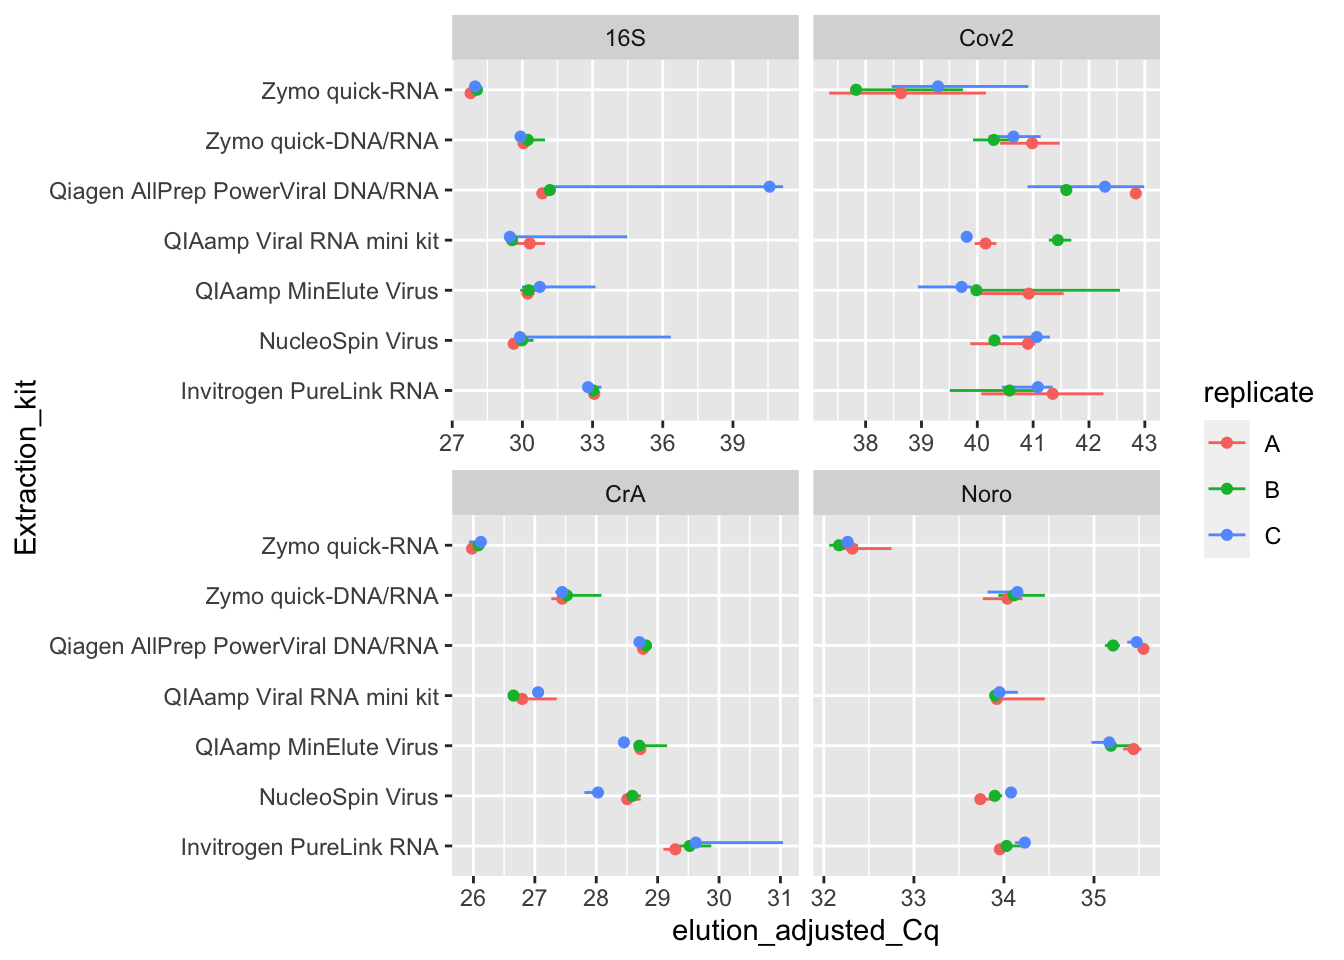 16S
Cov2
Zymo quick-RNA
Zymo quick-DNA/RNA
Qiagen AllPrep PowerViral DNA/RNA
QIAamp Viral RNA mini kit
QIAamp MinElute Virus
NucleoSpin Virus
Invitrogen PureLink RNA
27 30 33 36 39
38 39 40 41 42 43
CrA
Noro
Zymo quick-RNA
Zymo quick-DNA/RNA
Qiagen AllPrep PowerViral DNA/RNA
QIAamp Viral RNA mini kit
QIAamp MinElute Virus
NucleoSpin Virus
Invitrogen PureLink RNA
26 27 28 29 30 31
32 33 34 35
elution_adjusted_Cq
Extraction_kit
replicate
A
B
C